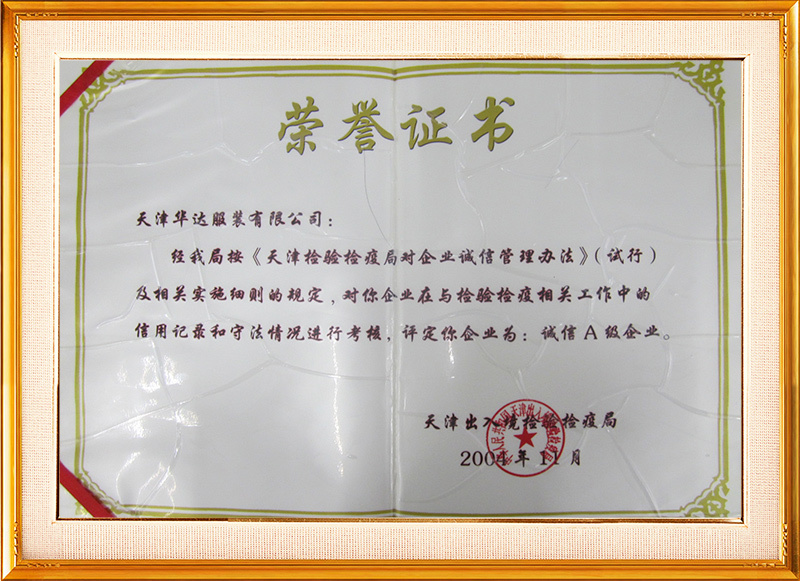 荣誉证书
天津华达服装有限公司：
经我局按《天津检验检疫局对企业诚信管理办法》（试行）
及相关实施细则的规定，对你企业在与检验检疫相关工作中的
信用记录和守法情况进行考核，评定你企业为：诚信A级企业。
天津出入境检验检疫局
2004年11月